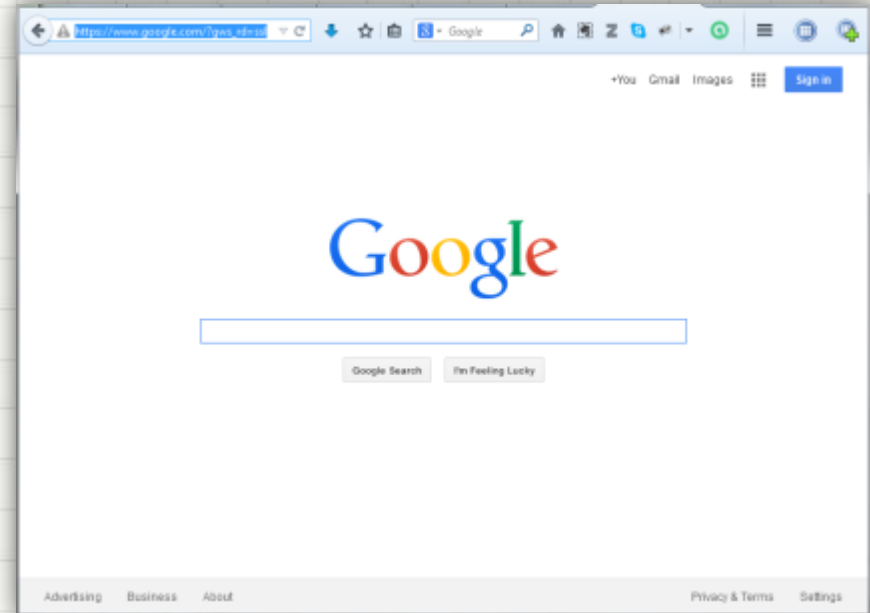 https://www.google.com/?gws_rd=ssl
Google
+You Gmail Images Sign in
Google
Google Search I'm Feeling Lucky
Advertising Business About Privacy & Terms Settings